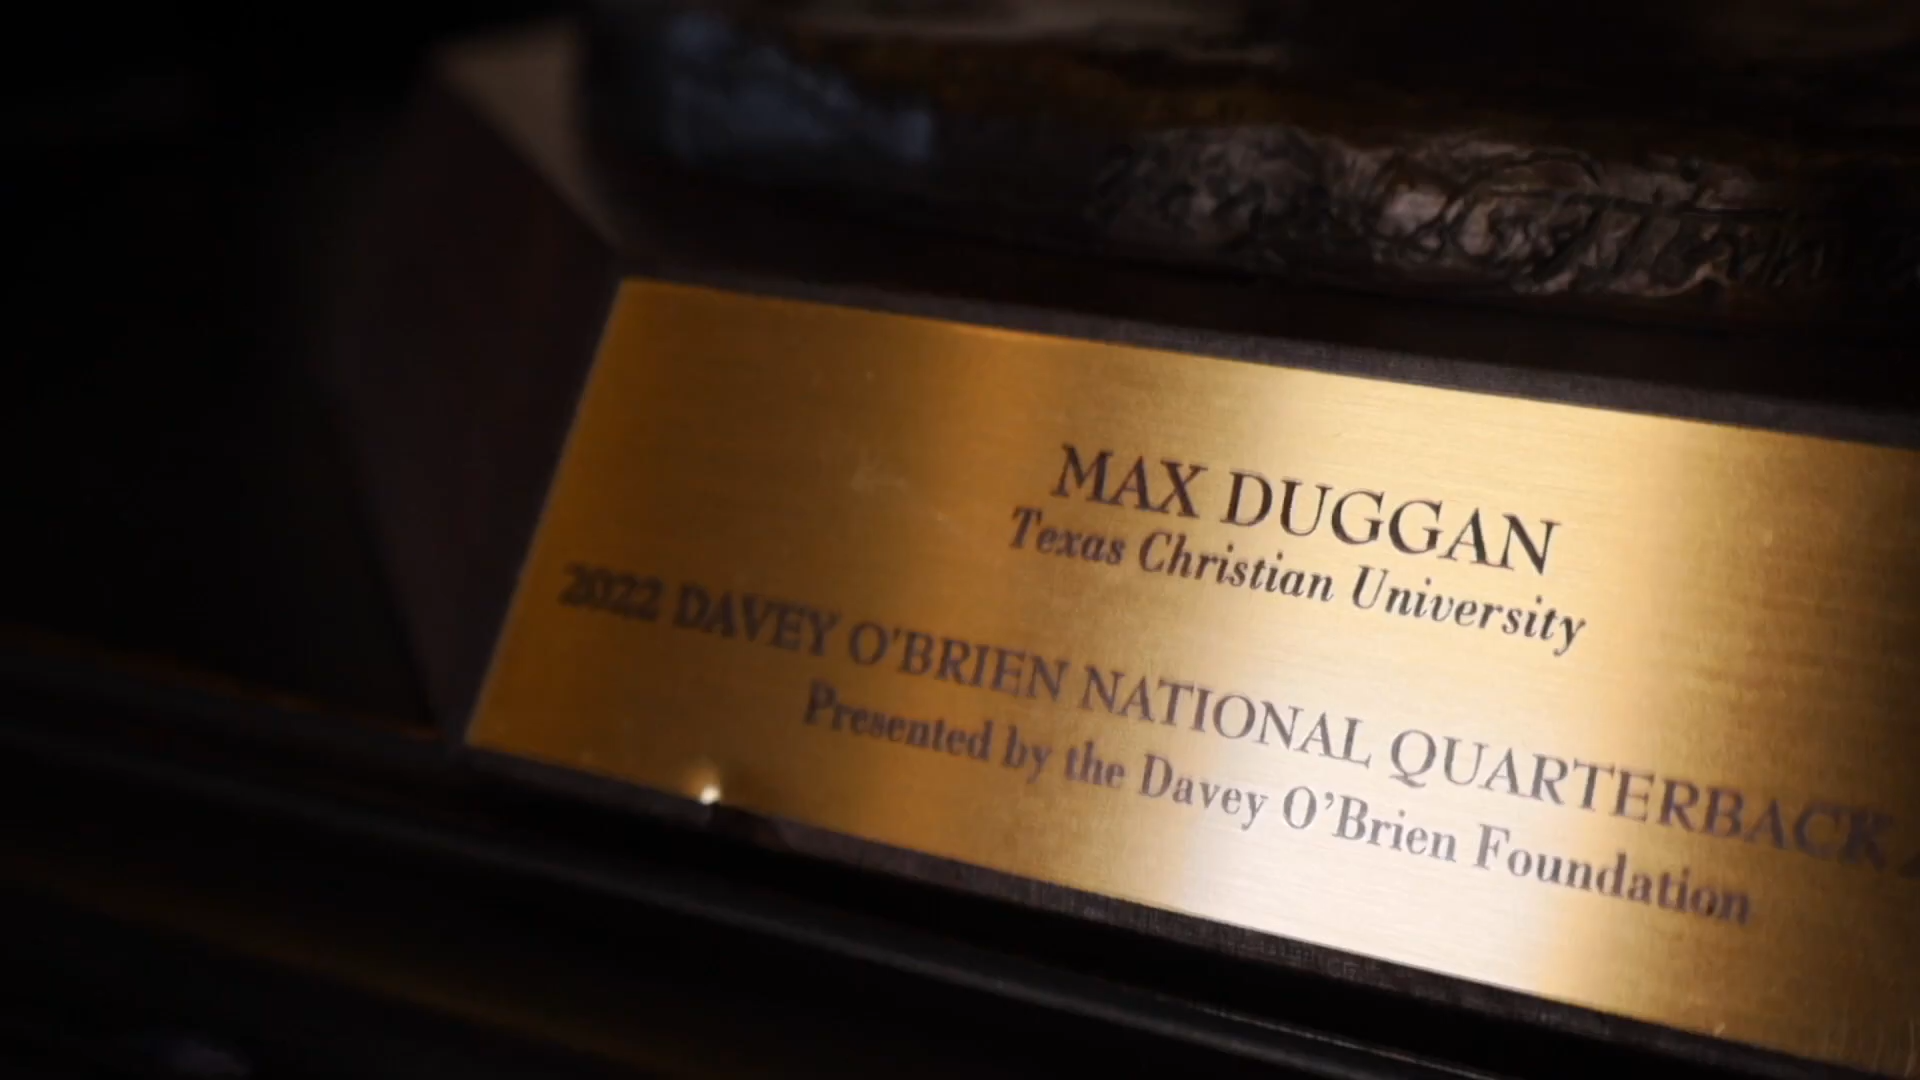 MAX DUGGAN
Texas Christian University
2022 DAVEY O'BRIEN NATIONAL QUARTERBACK
Presented by the Davey O’Brien Foundation